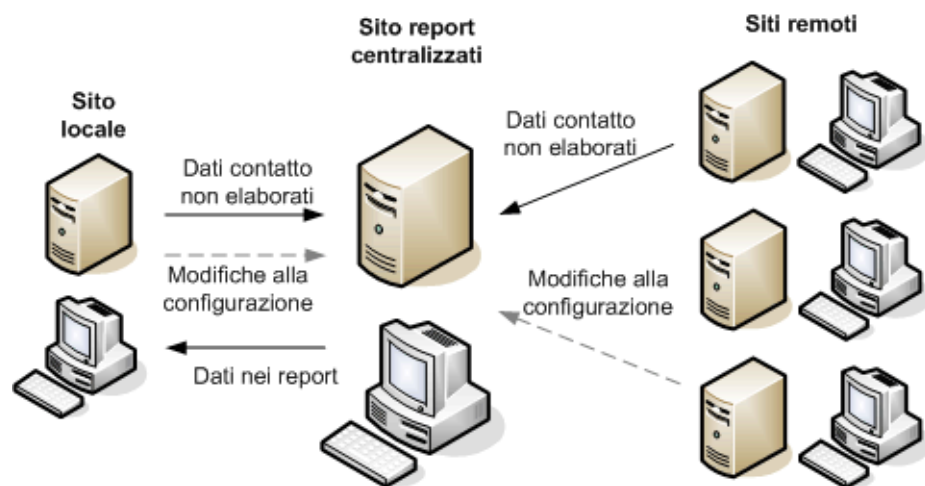 Sito report
centralizzati
Siti remoti
Sito
locale
Dati contatto
non elaborati
Dati contatto
non elaborati
Modifiche alla
configurazione
Modifiche alla
configurazione
Dati nei report